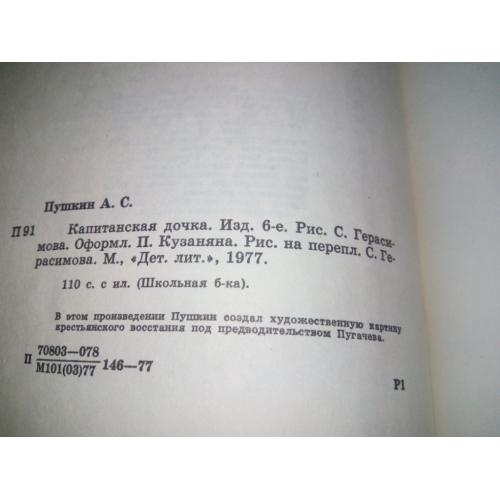 Пушкин А. С.
П 91 Капитанская дочка. Изд. 6-е. Рис. С. Гераси-
мова. Оформл. П. Кузаняна. Рис. на перепл. С. Ге-
расимова. М., «Дет. лит.», 1977.
110 с. с ил. (Школьная б-ка).
В этом произведении Пушкин создал художественную картину
крестьянского восстания под предводительством Пугачева.
70803—078
П М101(03)77 146—77
Р1